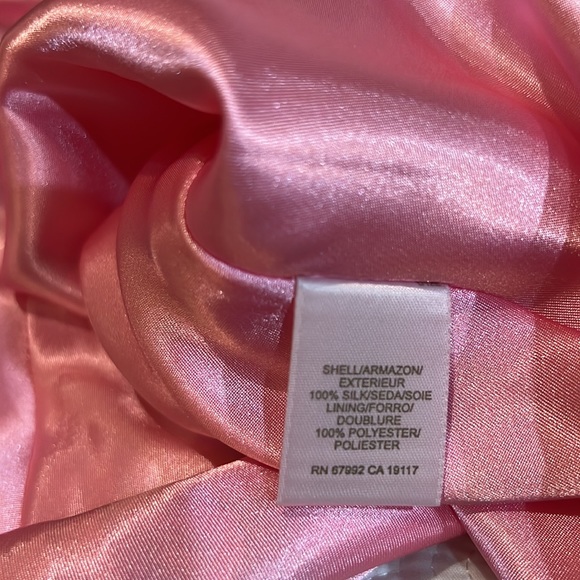 SHELL/ARMAZON/
EXTERIEUR
100% SILK/SEDA/SOIE
LINING/FORRO/
DOUBLURE
100% POLYESTER/
POLIESTER
RN 67992 CA 19117